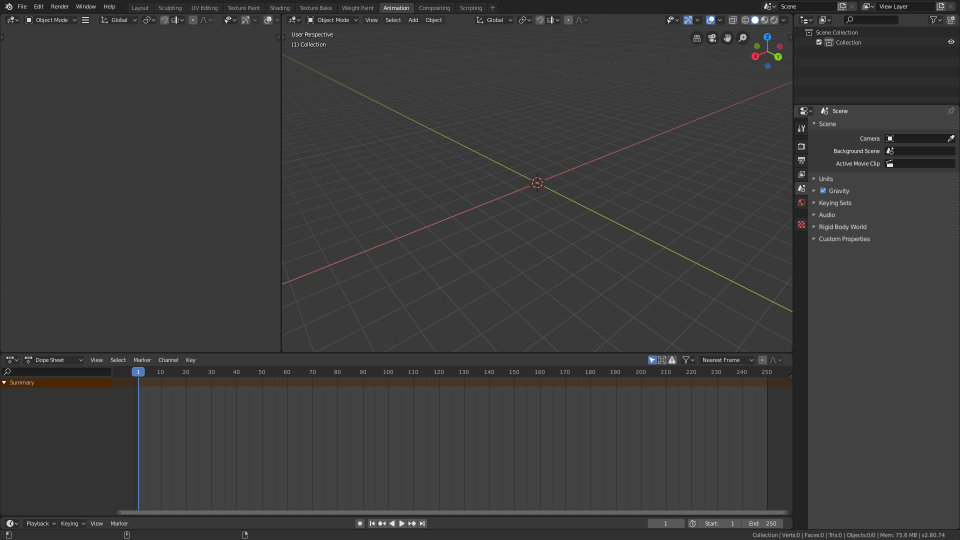 File Edit Render Window Help Layout Sculpting UV Editing Texture Paint Shading Texture Bake Weight Paint Animation Compositing Scripting + Scene View Layer
Object Mode Global Object Mode View Select Add Object Global
User Perspective
(1) Collection
Z
X Y
Scene Collection
Collection
Scene
Scene
Camera
Background Scene
Active Movie Clip
Units
Gravity
Keying Sets
Audio
Rigid Body World
Custom Properties
Dope Sheet View Select Marker Channel Key Nearest Frame
1 10 20 30 40 50 60 70 80 90 100 110 120 130 140 150 160 170 180 190 200 210 220 230 240 250
Summary
Playback Keying View Marker 1 Start: 1 End: 250
Collection | Verts:0 | Faces:0 | Tris:0 | Objects:0/0 | Mem: 75.6 MB | v2.80.74